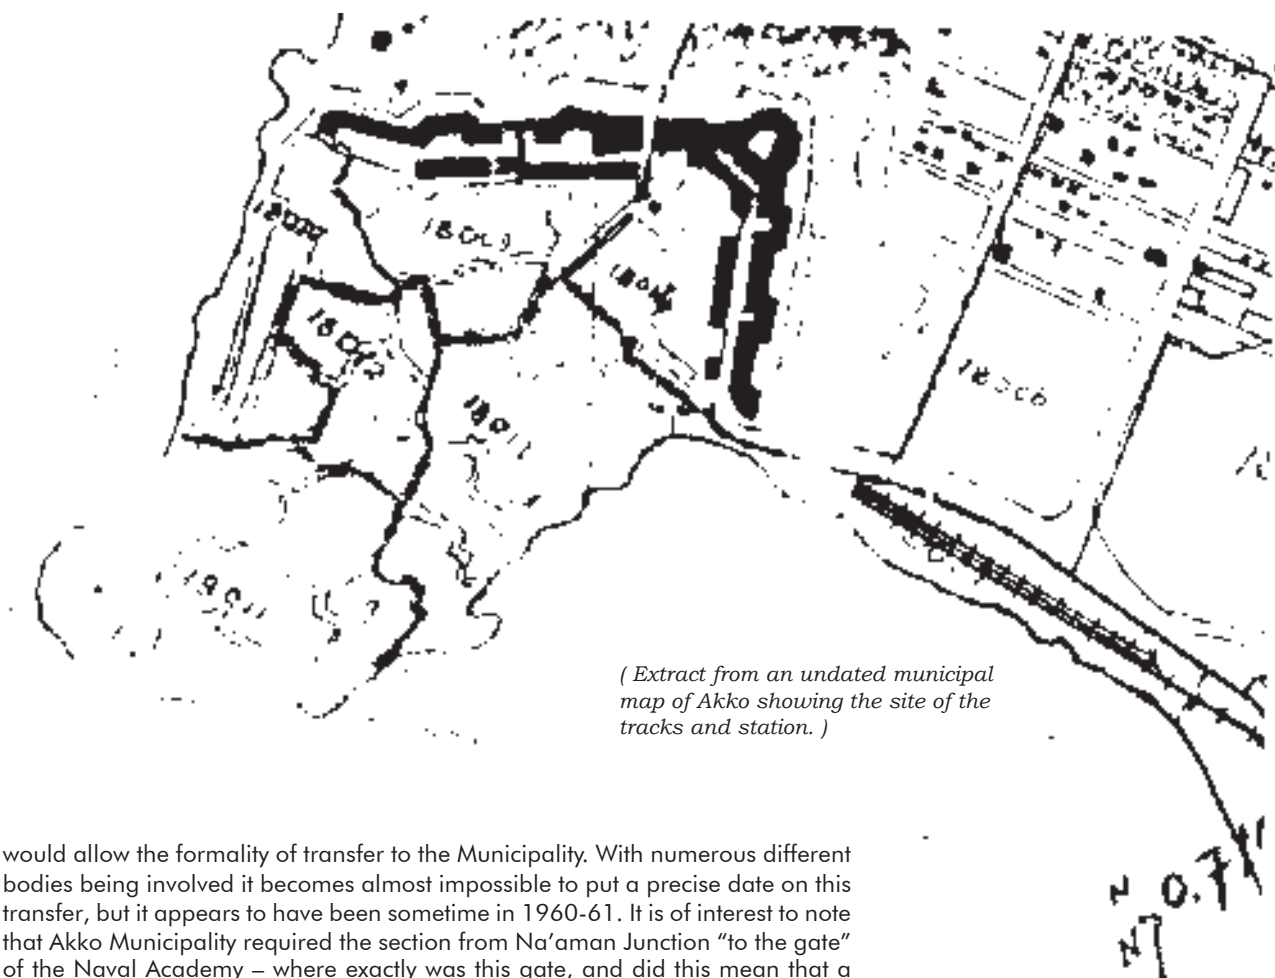 18011
( Extract from an undated municipal
map of Akko showing the site of the
tracks and station. )
would allow the formality of transfer to the Municipality. With numerous different
bodies being involved it becomes almost impossible to put a precise date on this
transfer, but it appears to have been sometime in 1960-61. It is of interest to note
that Akko Municipality required the section from Na’aman Junction “to the gate”
of the Naval Academy – where exactly was this gate, and did this mean that a